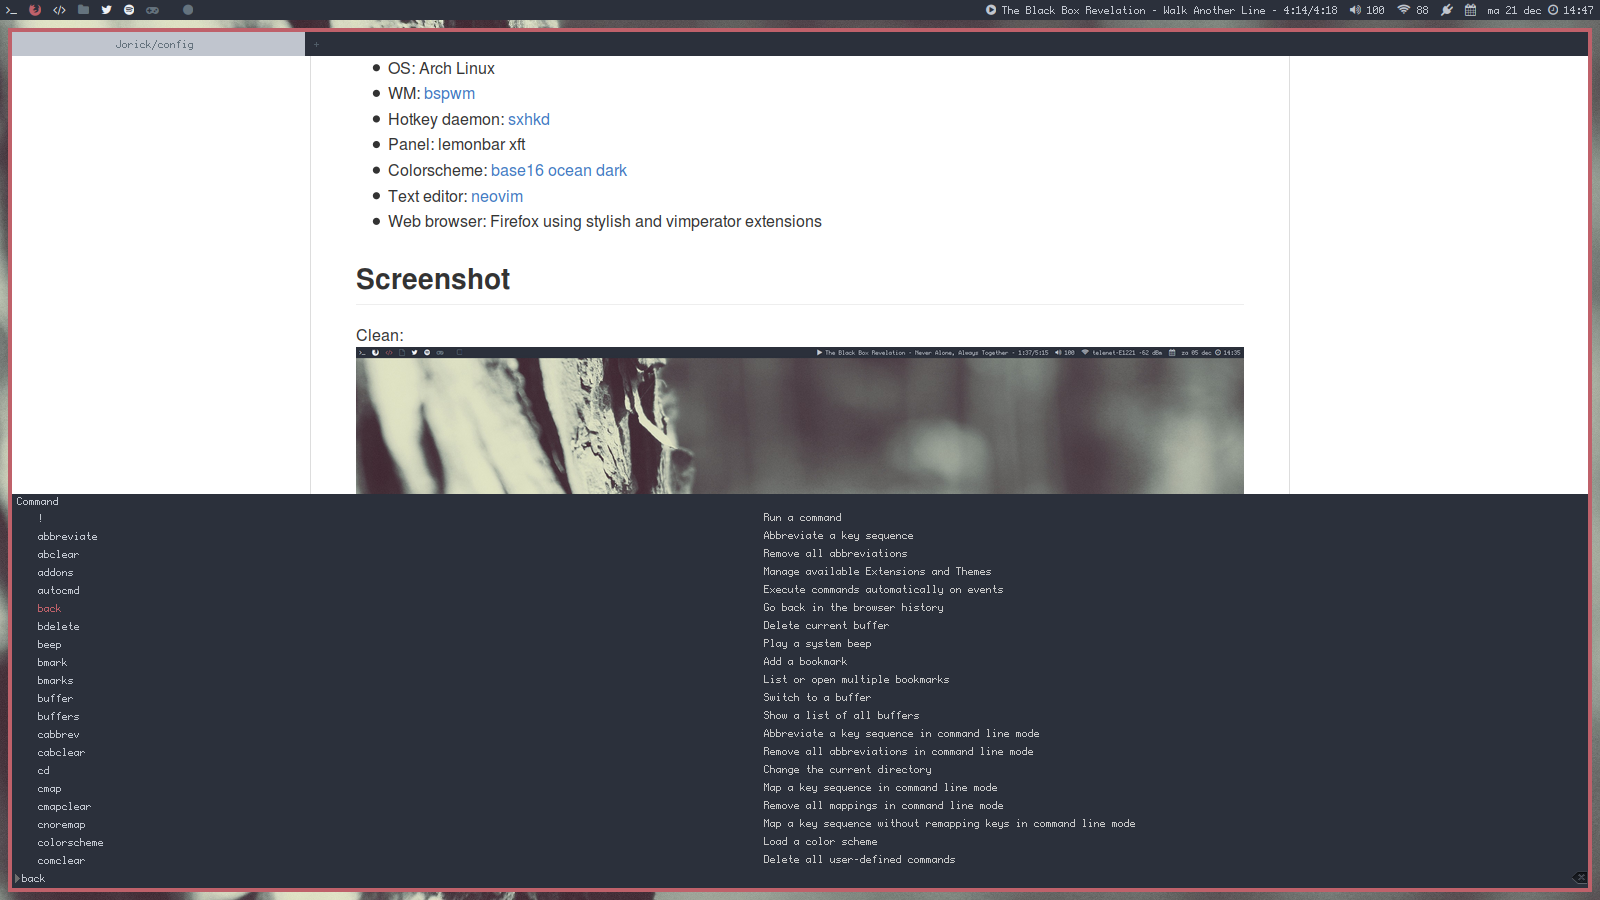 >_ </> The Black Box Revelation - Walk Another Line - 4:14/4:18 100 88 ma 21 dec 14:47
Jorick/config +
OS: Arch Linux
WM: bspwm
Hotkey daemon: sxhkd
Panel: lemonbar xft
Colorscheme: base16 ocean dark
Text editor: neovim
Web browser: Firefox using stylish and vimperator extensions
Screenshot
Clean:
The Black Box Revelation - Never Alone, Always Together - 1:37/5:15 100 telenet-E1221 -52 dBm za 05 dec 14:35
Command
! Run a command
abbreviate Abbreviate a key sequence
abclear Remove all abbreviations
addons Manage available Extensions and Themes
autocmd Execute commands automatically on events
back Go back in the browser history
bdelete Delete current buffer
beep Play a system beep
bmark Add a bookmark
bmarks List or open multiple bookmarks
buffer Switch to a buffer
buffers Show a list of all buffers
cabbrev Abbreviate a key sequence in command line mode
cabclear Remove all abbreviations in command line mode
cd Change the current directory
cmap Map a key sequence in command line mode
cmapclear Remove all mappings in command line mode
cnoremap Map a key sequence without remapping keys in command line mode
colorscheme Load a color scheme
comclear Delete all user-defined commands
back